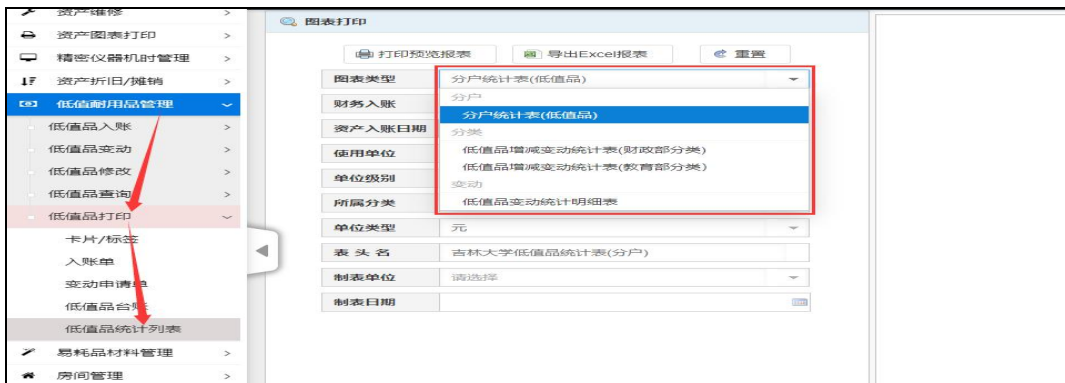 资产维修
资产图表打印
精密仪器机时管理
资产折旧/摊销
低值耐用品管理
低值品入账
低值品变动
低值品修改
低值品查询
低值品打印
卡片/标签
入账单
变动申请单
低值品台账
低值品统计列表
易耗品材料管理
房间管理
图表打印
打印预览报表 导出Excel报表 重置
图表类型 分户统计表(低值品)
分户
分户统计表(低值品)
分类
低值品增减变动统计表(财政部分类)
低值品增减变动统计表(教育部分类)
变动
低值品变动统计明细表
财务入账
资产入账日期
使用单位
单位级别
所属分类
单位类型 元
表 头 名 吉林大学低值品统计表(分户)
制表单位 请选择
制表日期